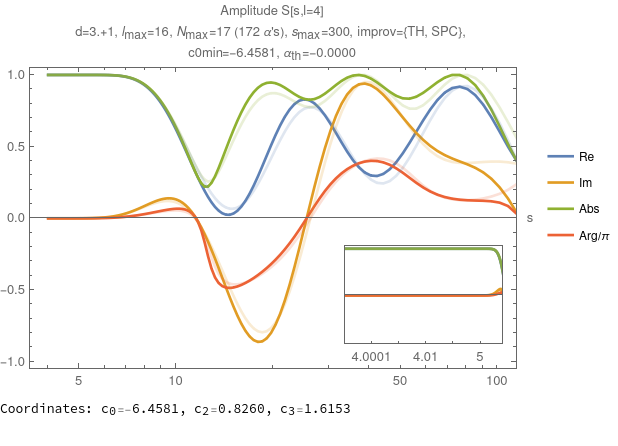 Amplitude S[s,l=4]
d=3.+1, lmax=16, Nmax=17 (172 α's), smax=300, improv={TH, SPC},
c0min=−6.4581, αth=−0.0000
1.0
0.5
0.0
−0.5
−1.0
5 10 50 100
s
4.0001 4.01 5
Re
Im
Abs
Arg/π
Coordinates: c0=−6.4581, c2=0.8260, c3=1.6153